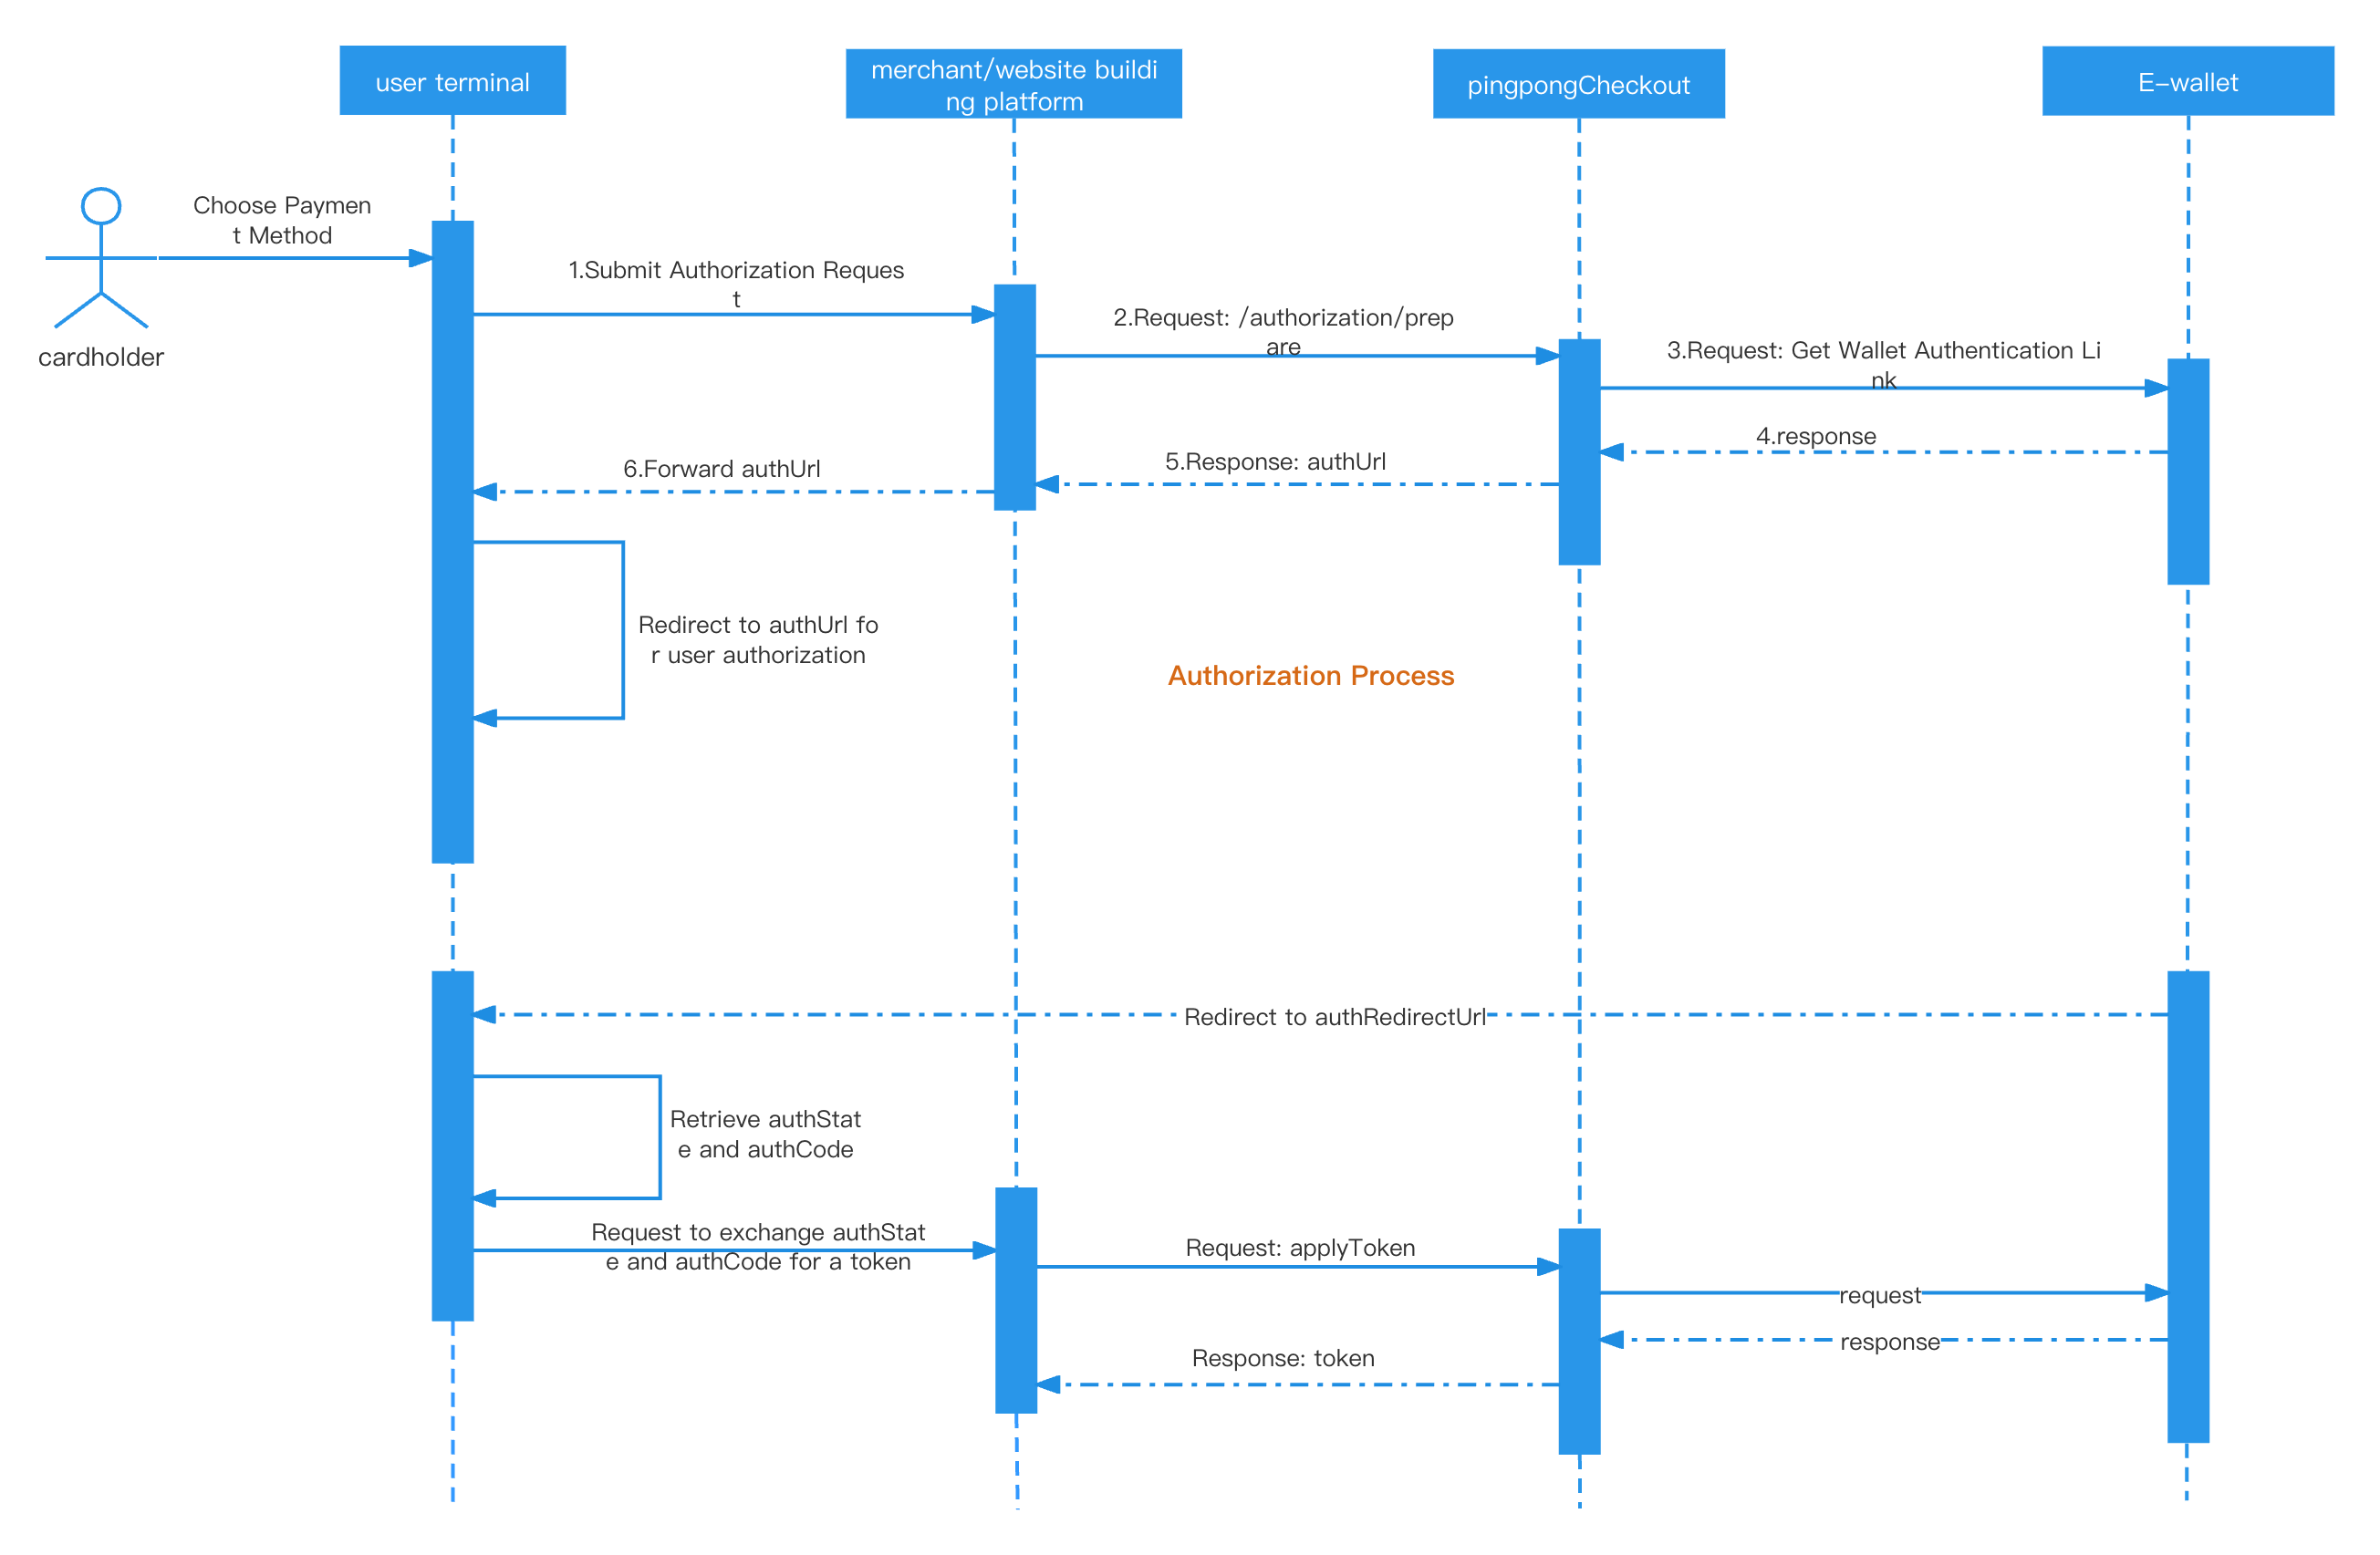 user terminal
merchant/website buildi
ng platform
pingpongCheckout
E-wallet
Choose Paymen
t Method
cardholder
1.Submit Authorization Reques
t
2.Request: /authorization/prep
are
3.Request: Get Wallet Authentication Li
nk
4.response
5.Response: authUrl
6.Forward authUrl
Redirect to authUrl fo
r user authorization
Authorization Process
Redirect to authRedirectUrl
Retrieve authStat
e and authCode
Request to exchange authStat
e and authCode for a token
Request: applyToken
request
response
Response: token